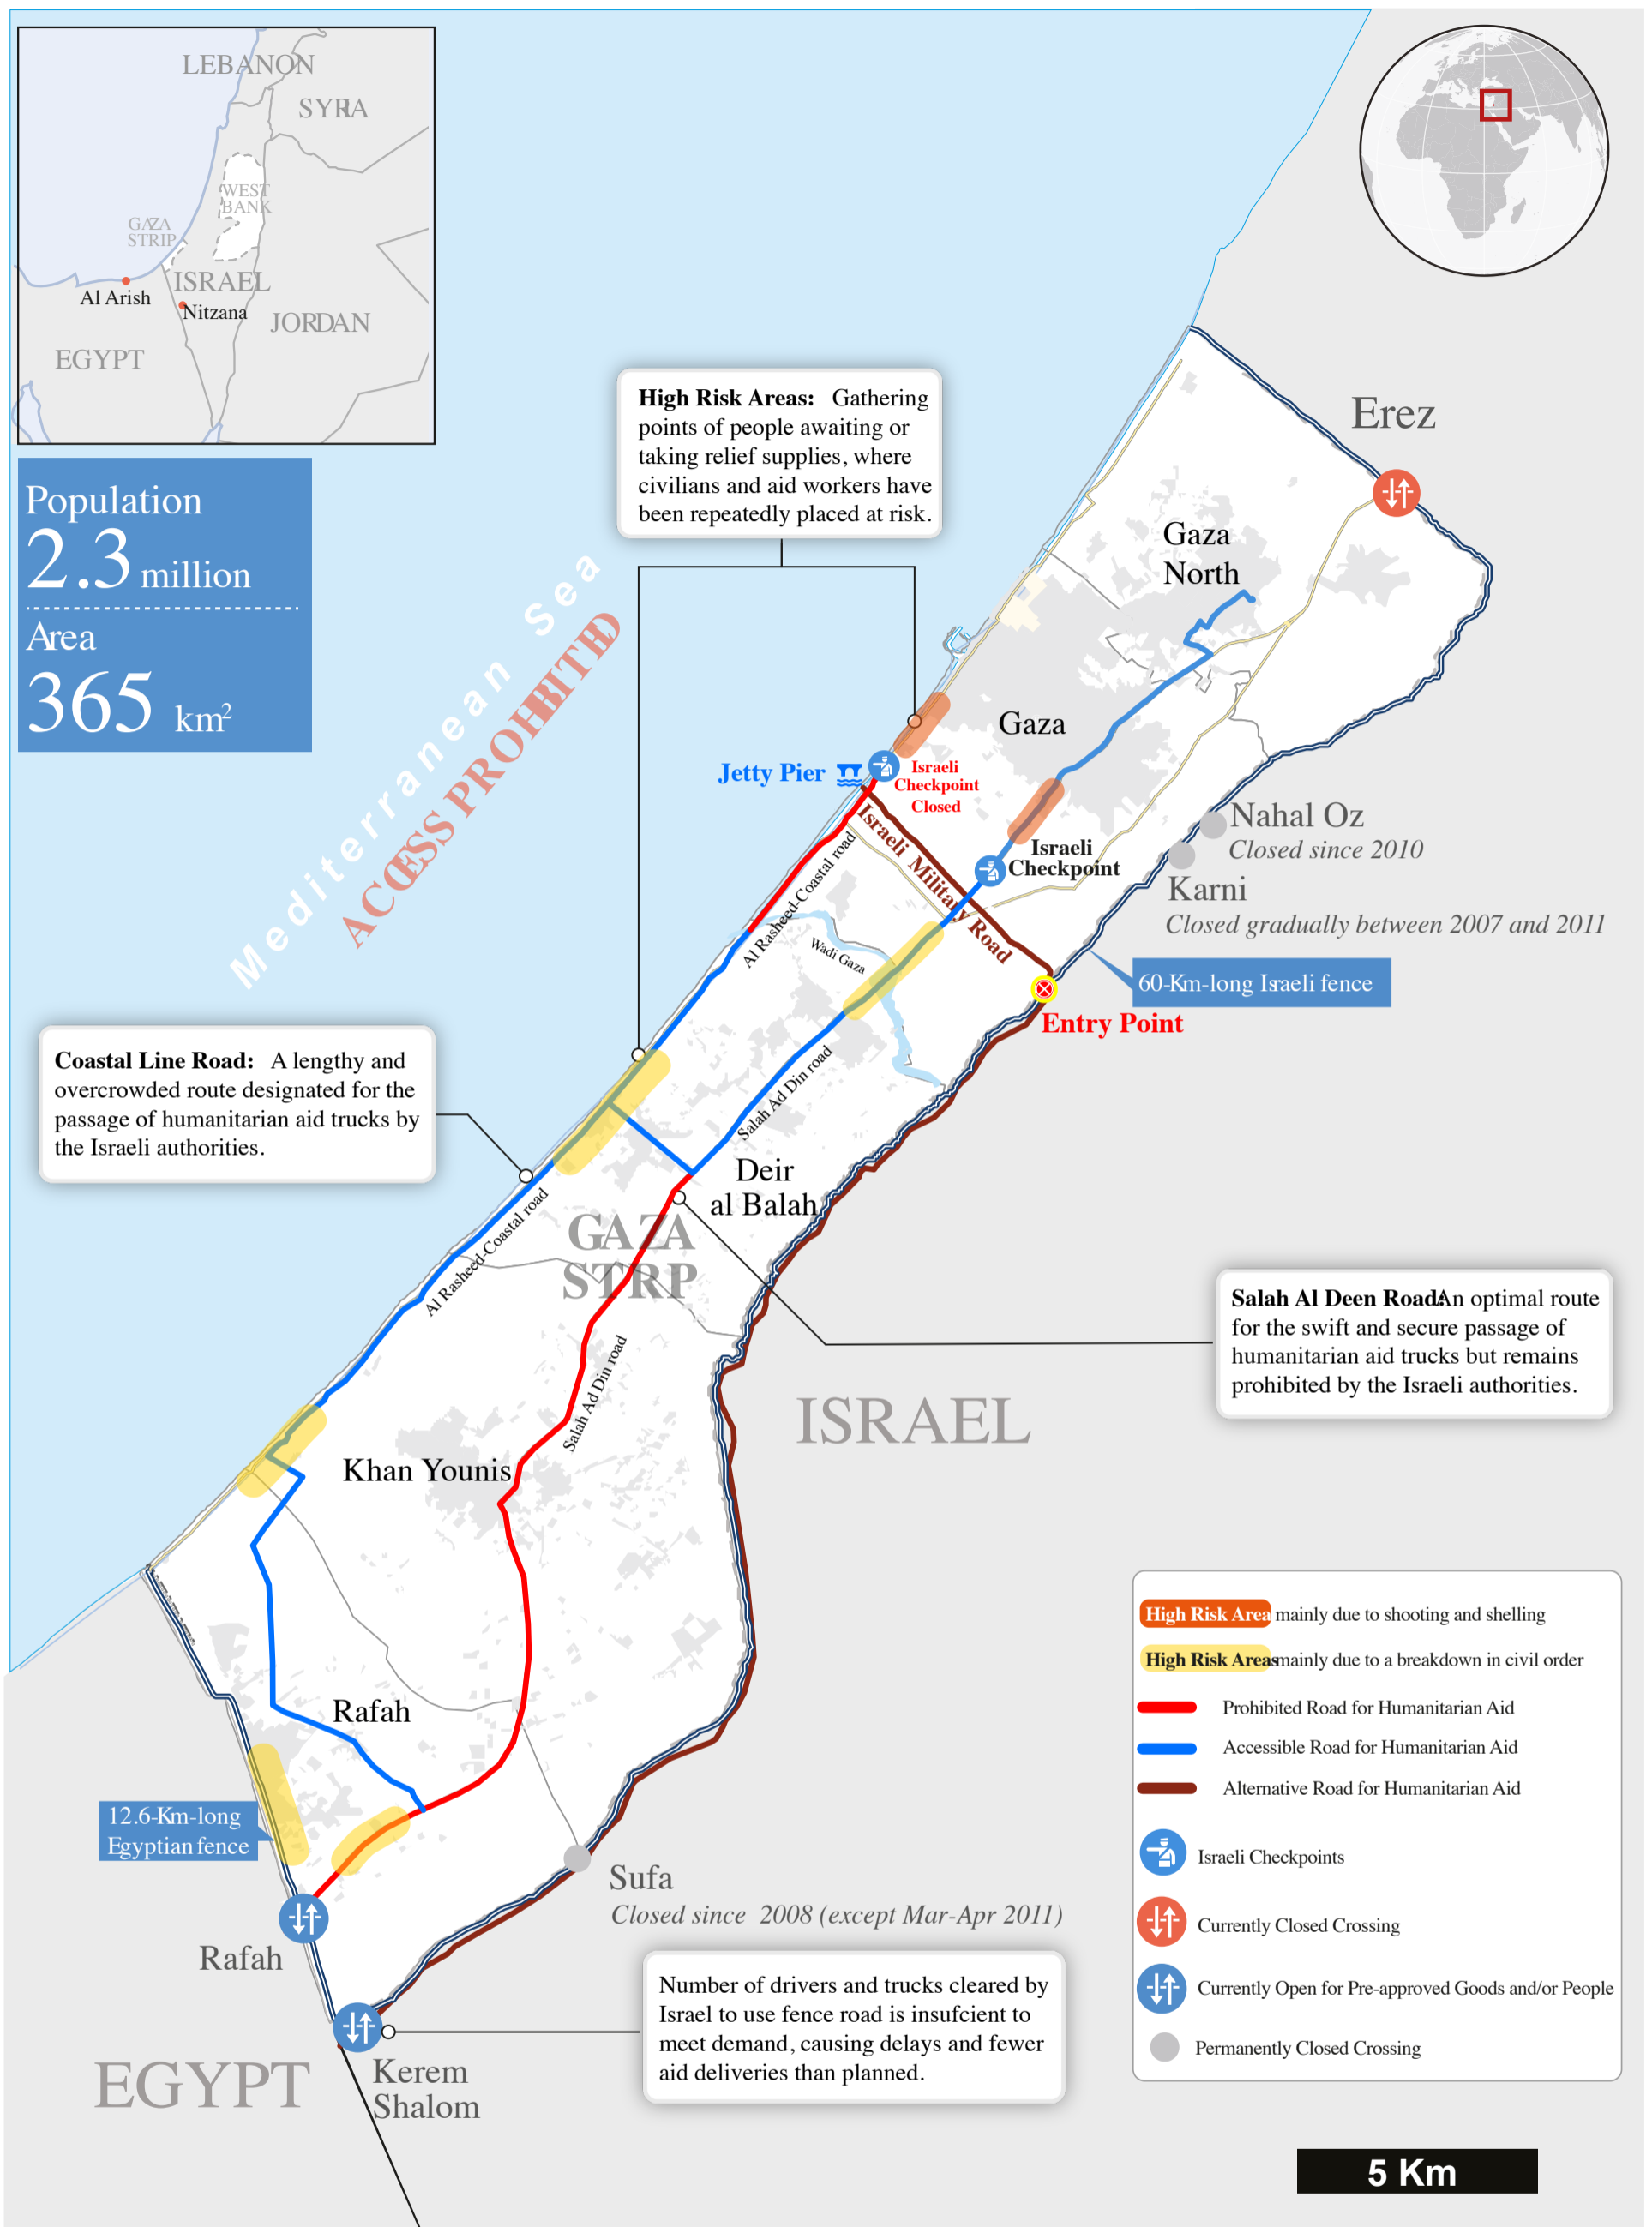 LEBANON
SYRIA
WEST
BANK
GAZA
STRIP
ISRAEL
Al Arish
Nitzana
JORDAN
EGYPT
Population
2.3 million
Area
365 km2
Mediterranean Sea
ACCESS PROHIBITED
High Risk Areas: Gathering
points of people awaiting or
taking relief supplies, where
civilians and aid workers have
been repeatedly placed at risk.
Erez
Gaza
North
Gaza
Jetty Pier
Israeli
Checkpoint
Closed
Israeli Military Road
Israeli
Checkpoint
Nahal Oz
Closed since 2010
Karni
Closed gradually between 2007 and 2011
60-Km-long Israeli fence
Entry Point
Al Rasheed-Coastal road
Wadi Gaza
Coastal Line Road: A lengthy and
overcrowded route designated for the
passage of humanitarian aid trucks by
the Israeli authorities.
Salah Ad Din road
Deir
al Balah
GAZA
STRP
Al Rasheed-Coastal road
Salah Al Deen Road:An optimal route
for the swift and secure passage of
humanitarian aid trucks but remains
prohibited by the Israeli authorities.
Salah Ad Din road
ISRAEL
Khan Younis
Rafah
12.6-Km-long
Egyptian fence
Sufa
Closed since 2008 (except Mar-Apr 2011)
Rafah
Number of drivers and trucks cleared by
Israel to use fence road is insufcient to
meet demand, causing delays and fewer
aid deliveries than planned.
EGYPT
Kerem
Shalom
High Risk Area mainly due to shooting and shelling
High Risk Areas mainly due to a breakdown in civil order
Prohibited Road for Humanitarian Aid
Accessible Road for Humanitarian Aid
Alternative Road for Humanitarian Aid
Israeli Checkpoints
Currently Closed Crossing
Currently Open for Pre-approved Goods and/or People
Permanently Closed Crossing
5 Km